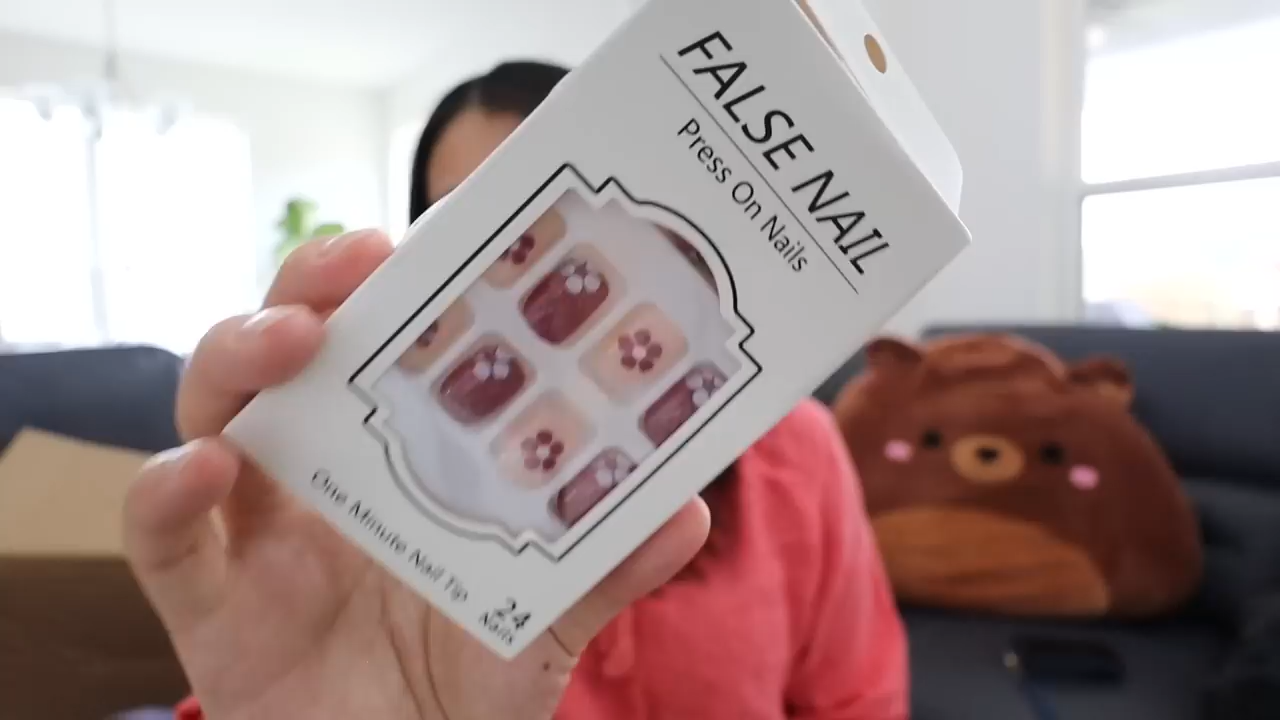 FALSE NAIL
Press On Nails
One Minute Nail Tip
24
Nails